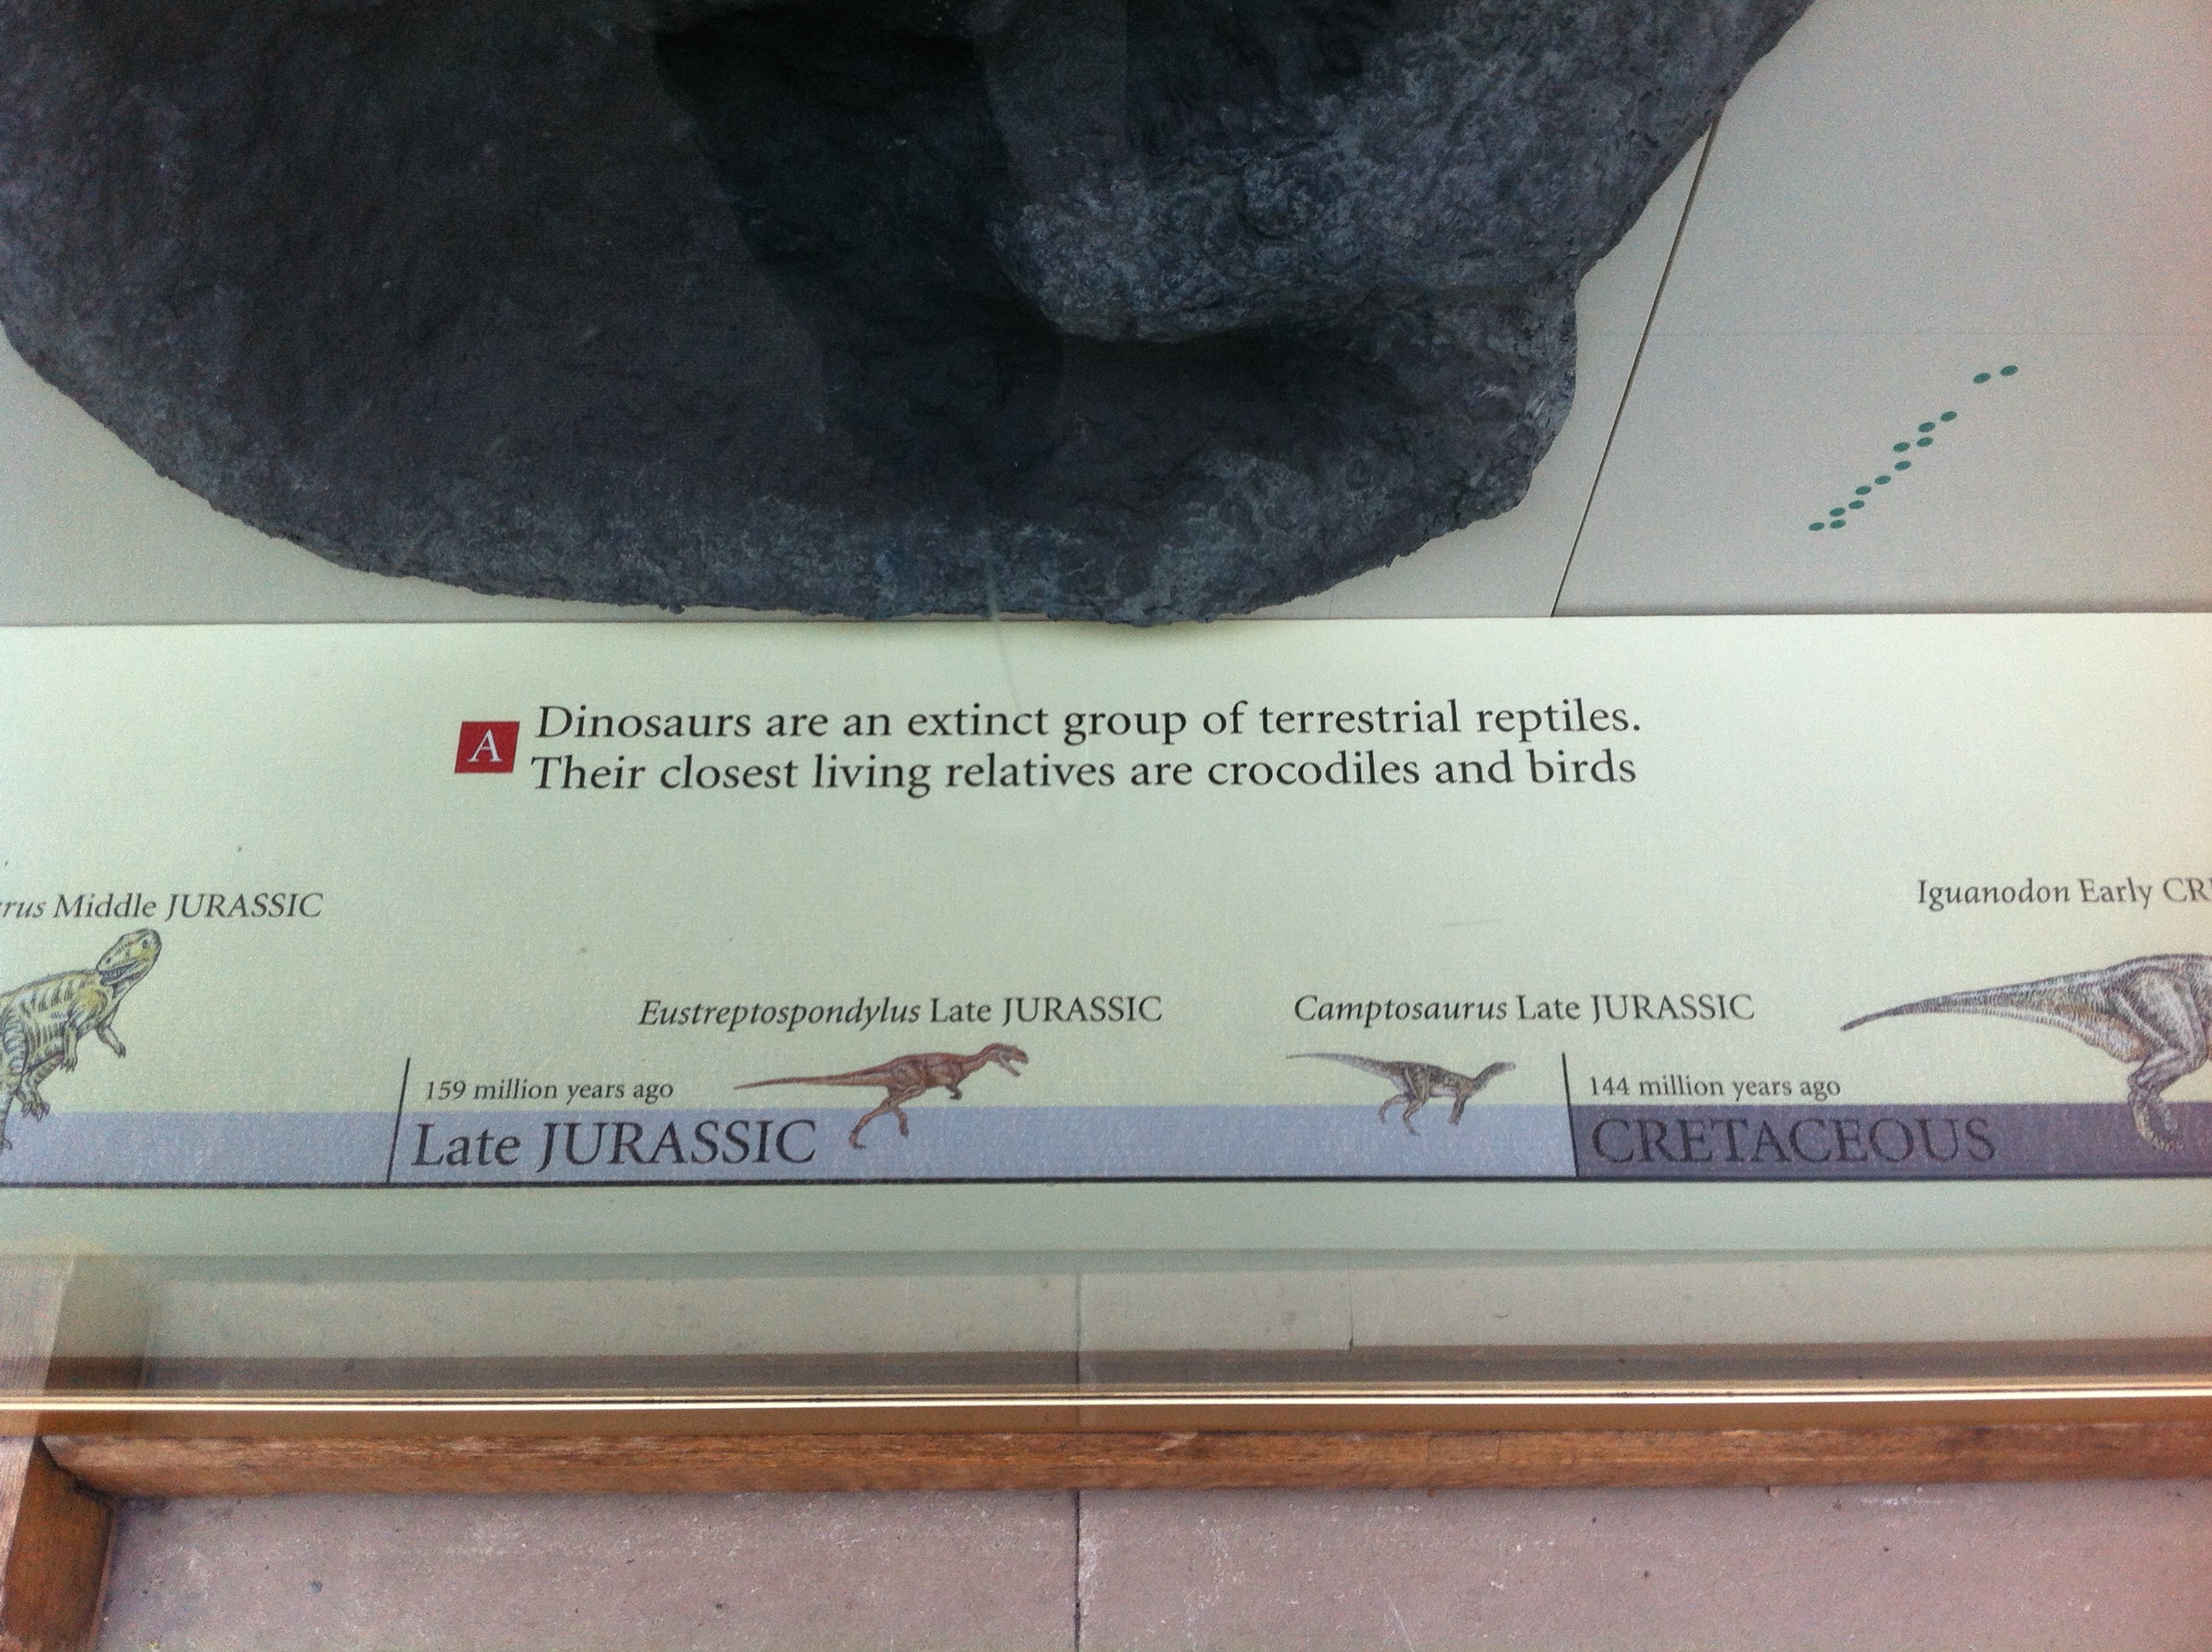 A Dinosaurs are an extinct group of terrestrial reptiles.
Their closest living relatives are crocodiles and birds
Middle JURASSIC
Iguanodon Early
Eustreptospondylus Late JURASSIC
Camptosaurus Late JURASSIC
159 million years ago
144 million years ago
Late JURASSIC
CRETACEOUS